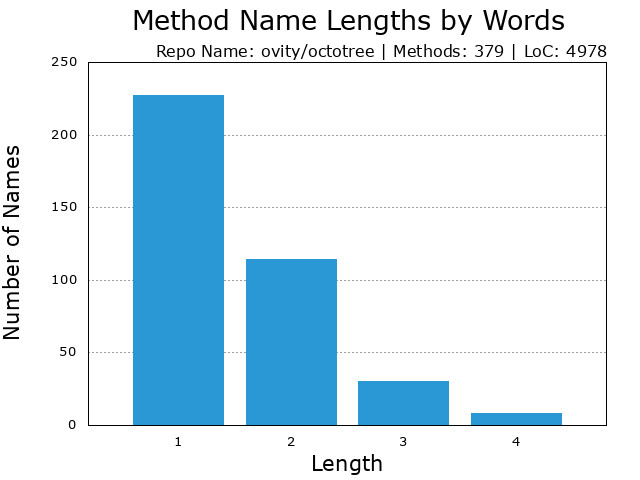 Method Name Lengths by Words
Repo Name: ovity/octotree | Methods: 379 | LoC: 4978
250
200
150
100
50
0
Number of Names
1 2 3 4
Length